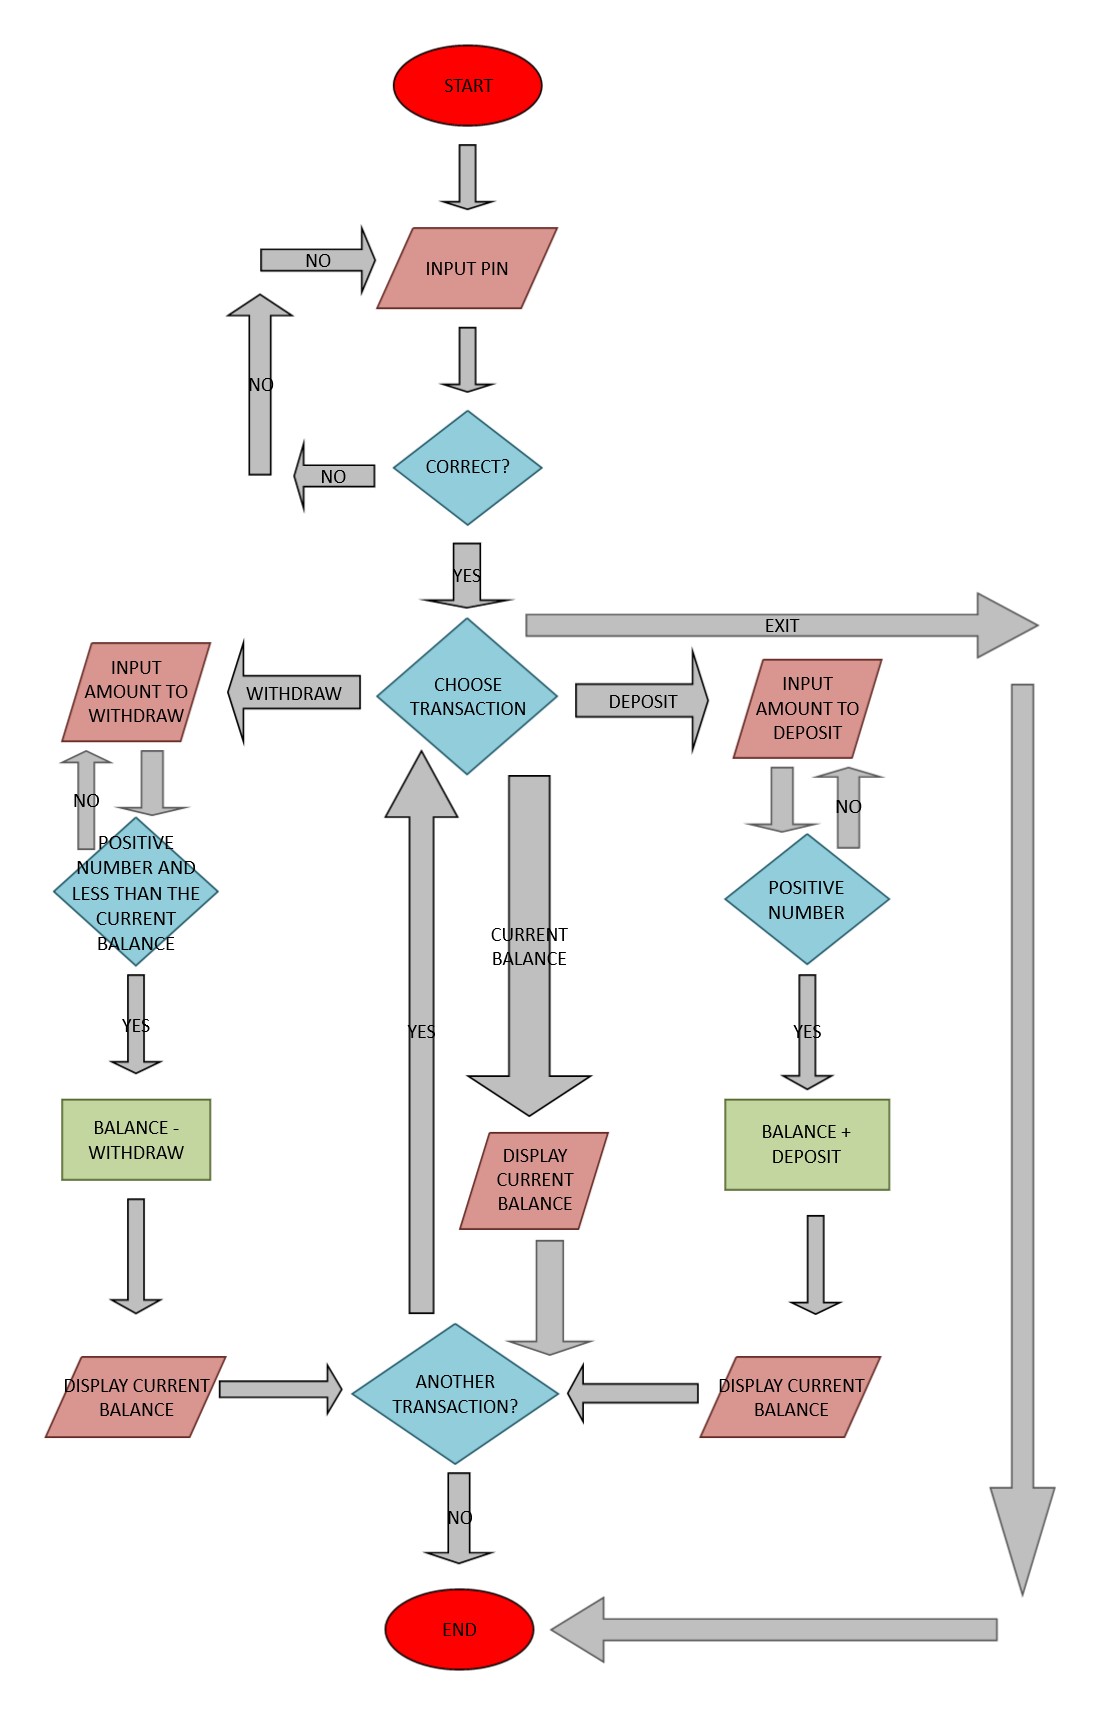 START
NO
INPUT PIN
NO
CORRECT?
NO
YES
EXIT
INPUT
AMOUNT TO
WITHDRAW
WITHDRAW
CHOOSE
TRANSACTION
DEPOSIT
INPUT
AMOUNT TO
DEPOSIT
NO
NO
POSITIVE
NUMBER AND
LESS THAN THE
CURRENT
BALANCE
POSITIVE
NUMBER
CURRENT
BALANCE
YES
YES
YES
BALANCE -
WITHDRAW
BALANCE +
DEPOSIT
DISPLAY
CURRENT
BALANCE
DISPLAY CURRENT
BALANCE
ANOTHER
TRANSACTION?
DISPLAY CURRENT
BALANCE
NO
END